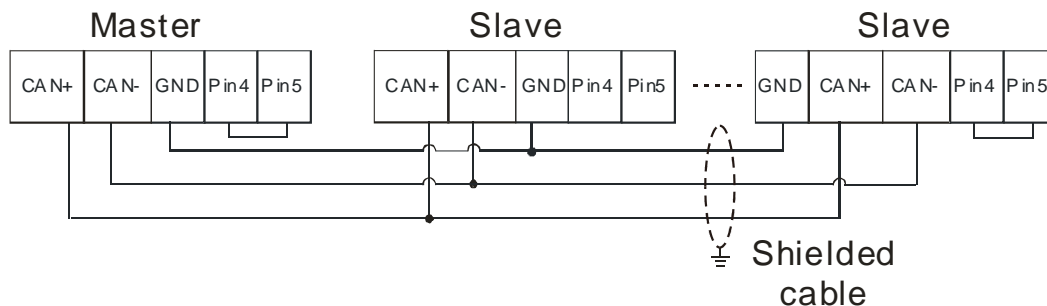 Master Slave Slave
CAN+ CAN- GND Pin4 Pin5 CAN+ CAN- GND Pin4 Pin5 GND CAN+ CAN- Pin4 Pin5
Shielded
cable